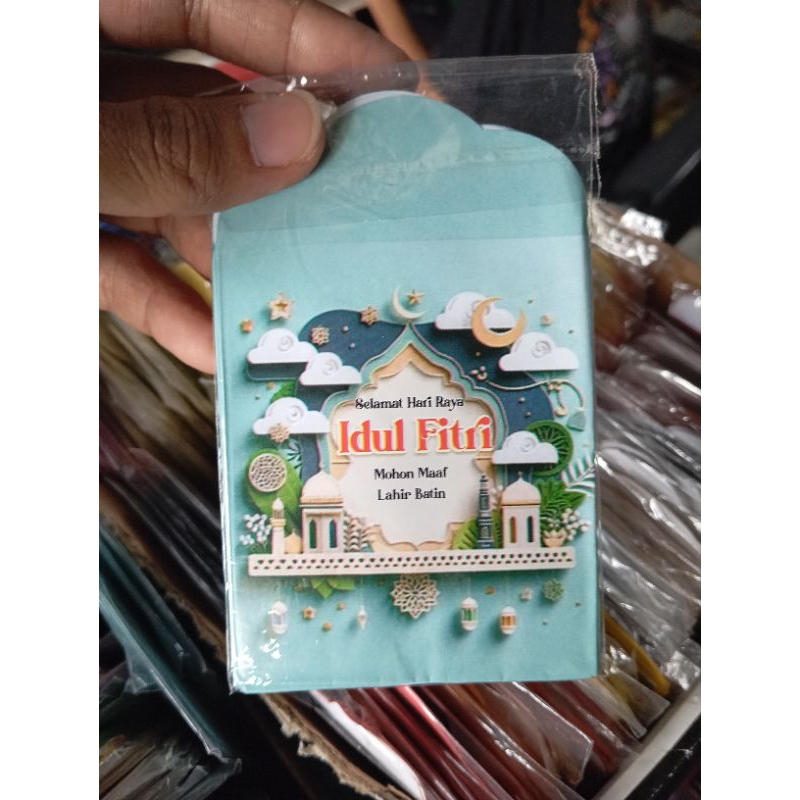 Selamat Hari Raya
Idul Fitri
Mohon Maaf
Lahir Batin